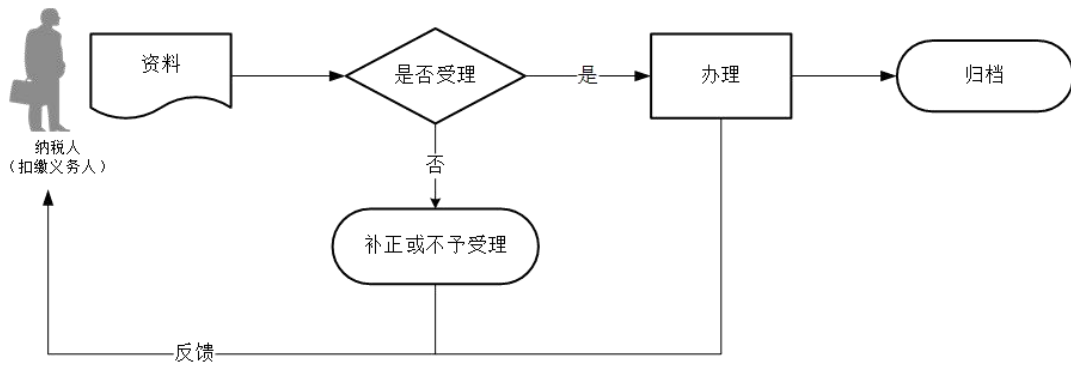 资料
是否受理
是
办理
归档
纳税人
（扣缴义务人）
否
补正或不予受理
反馈